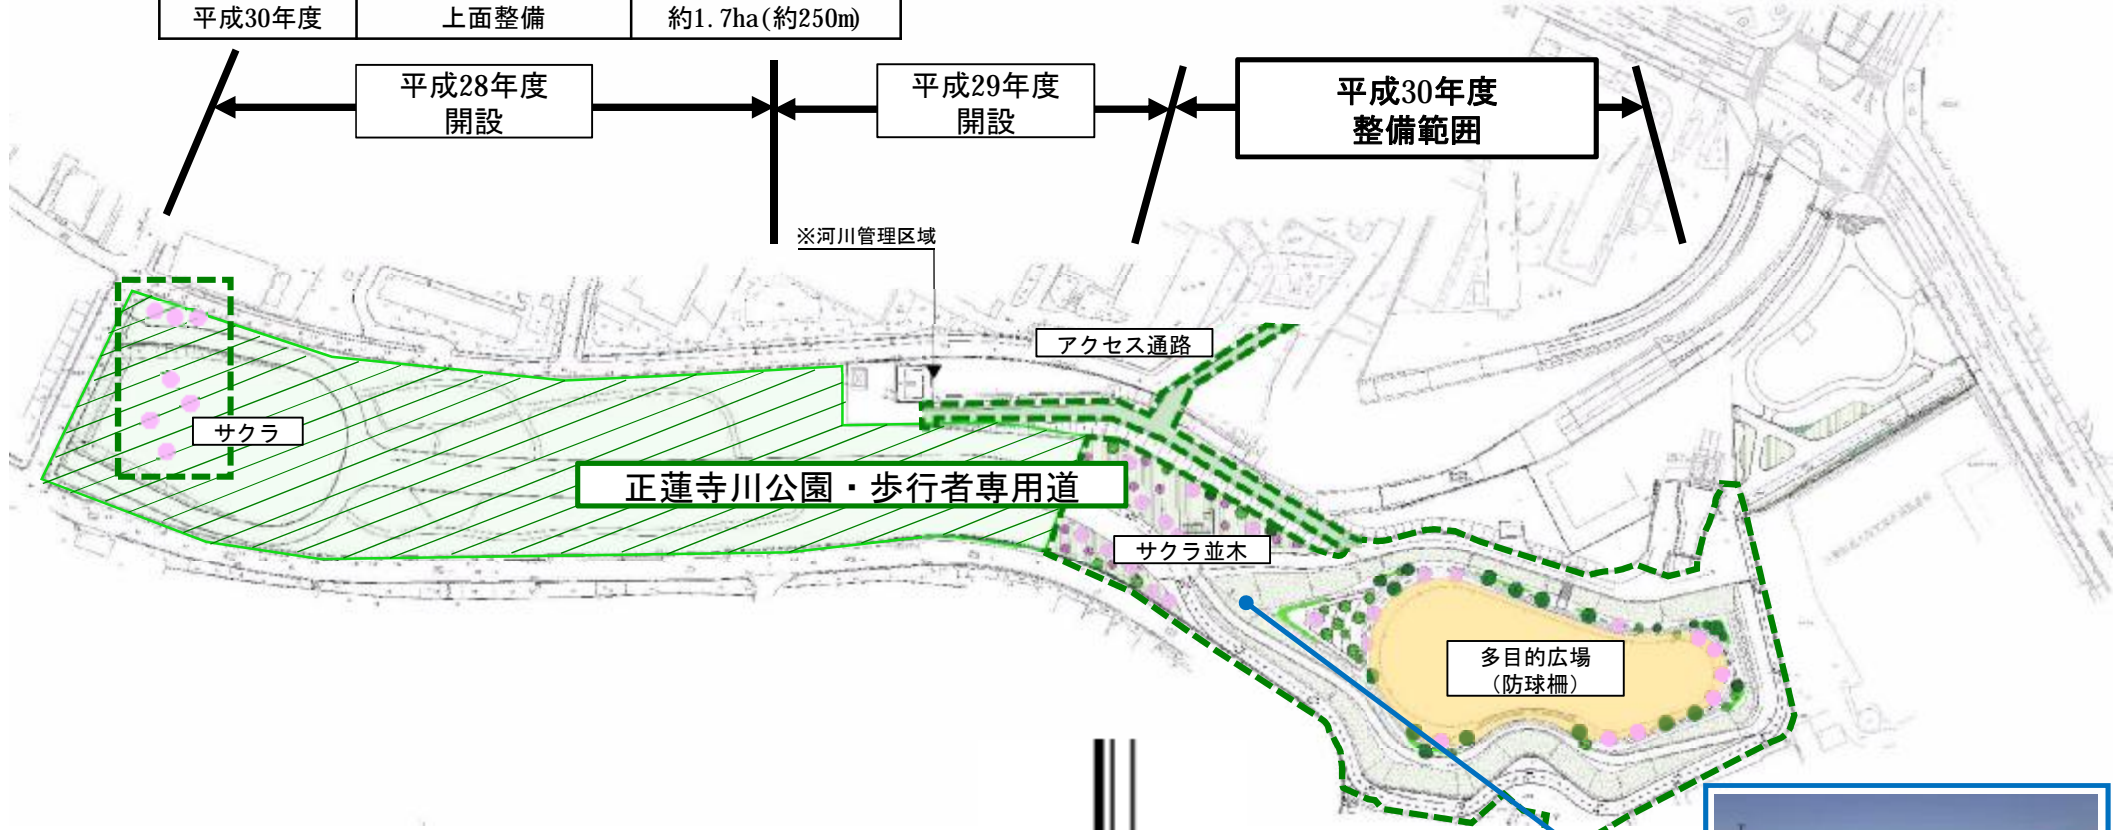 平成30年度 上面整備 約1.7ha(約250m)
平成28年度
開設
平成29年度
開設
平成30年度
整備範囲
※河川管理区域
アクセス通路
サクラ
正蓮寺川公園・歩行者専用道
サクラ並木
多目的広場
(防球柵)